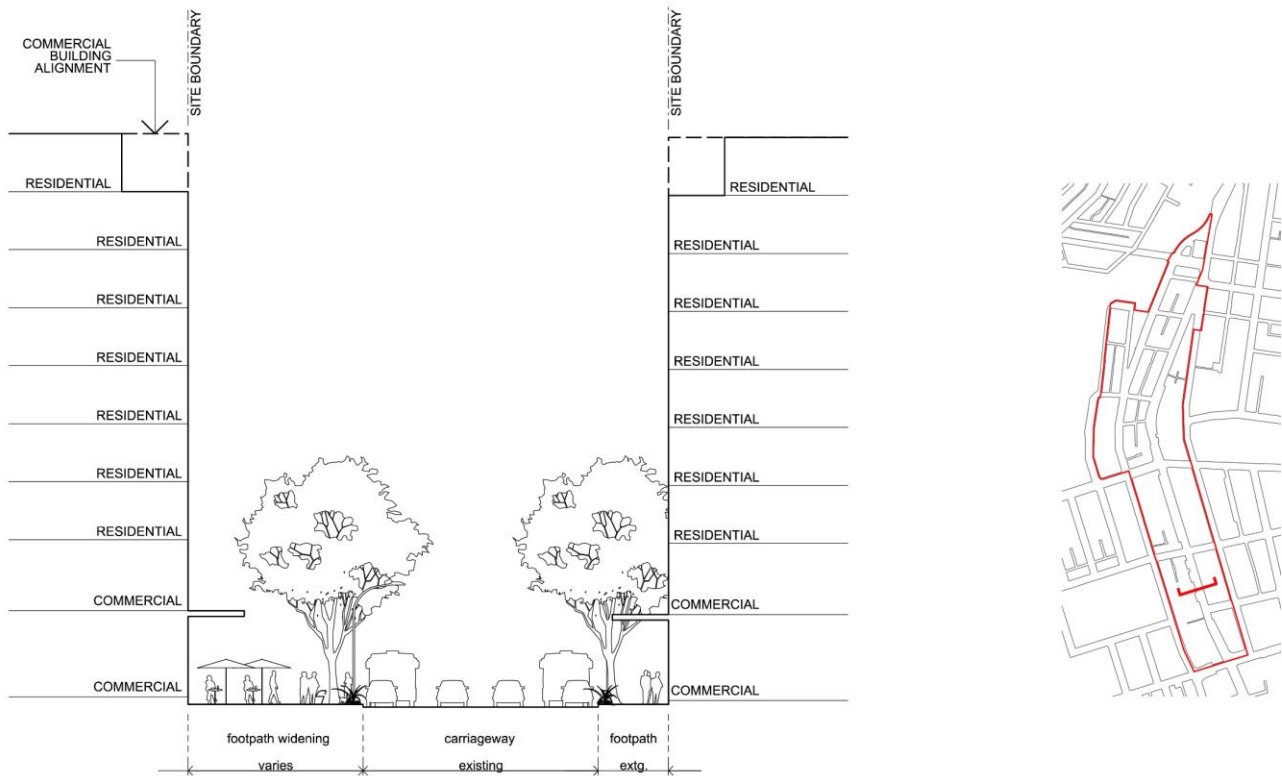 COMMERCIAL
BUILDING
ALIGNMENT
SITE BOUNDARY
SITE BOUNDARY
RESIDENTIAL
RESIDENTIAL
RESIDENTIAL
RESIDENTIAL
RESIDENTIAL
RESIDENTIAL
RESIDENTIAL
COMMERCIAL
COMMERCIAL
RESIDENTIAL
RESIDENTIAL
RESIDENTIAL
RESIDENTIAL
RESIDENTIAL
RESIDENTIAL
RESIDENTIAL
COMMERCIAL
COMMERCIAL
footpath widening
varies
carriageway
existing
footpath
extg.